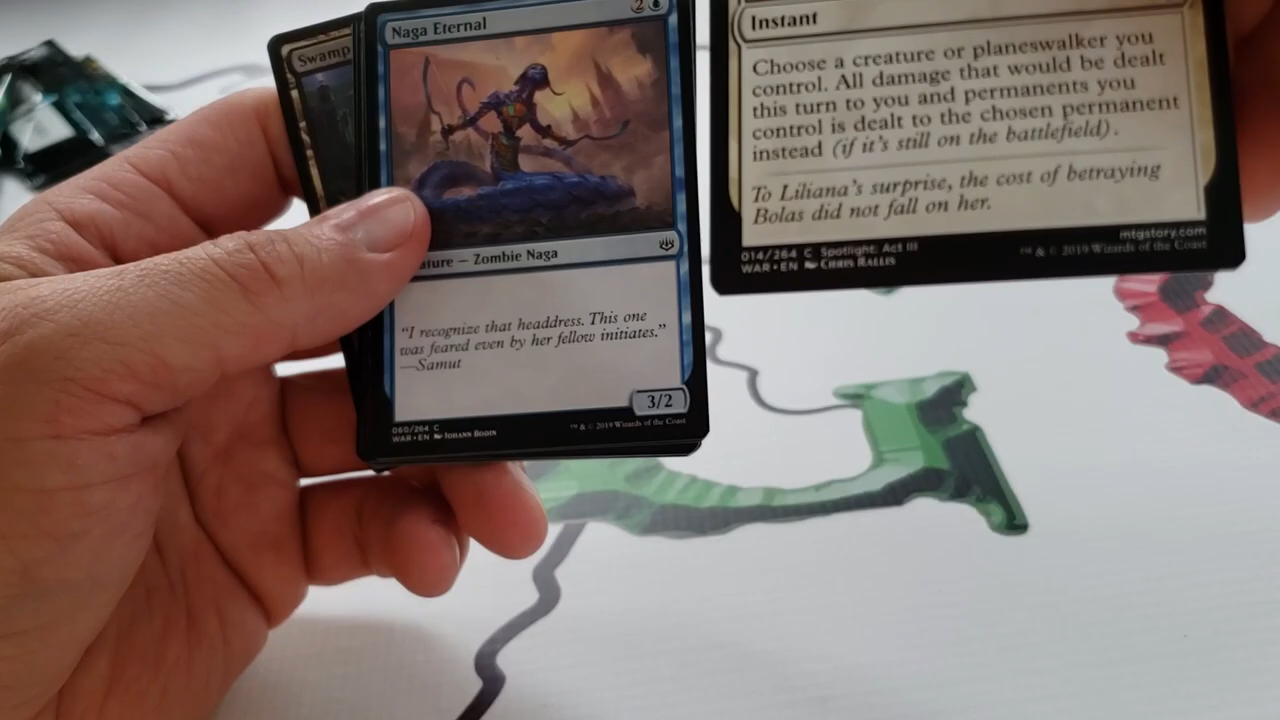 Swamp
Naga Eternal
2
ature — Zombie Naga
"I recognize that headdress. This one
was feared even by her fellow initiates."
—Samut
3/2
060/264 C
WAR • EN JOHANN BODIN
™ & © 2019 Wizards of the Coast
Instant
Choose a creature or planeswalker you
control. All damage that would be dealt
this turn to you and permanents you
control is dealt to the chosen permanent
instead (if it's still on the battlefield).
To Liliana's surprise, the cost of betraying
Bolas did not fall on her.
mtgstory.com
014/264 C Spotlight: Act III
WAR • EN CHRIS RALLIS
™ & © 2019 Wizards of the Coast